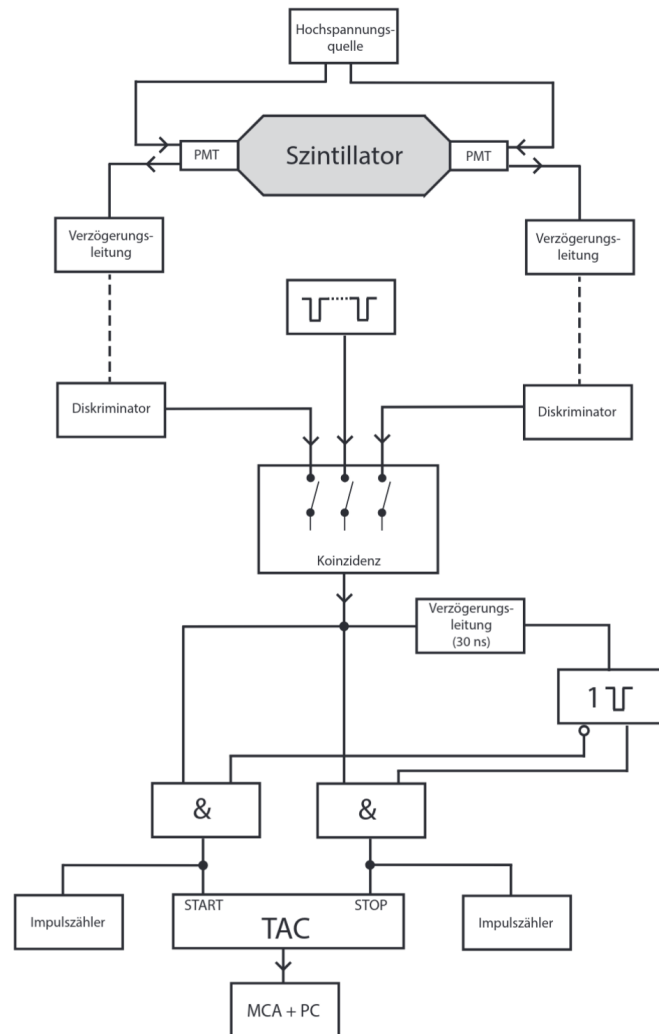 Hochspannungs-
quelle
PMT
Szintillator
PMT
Verzögerungs-
leitung
Verzögerungs-
leitung
Diskriminator
Diskriminator
Koinzidenz
Verzögerungs-
leitung
(30 ns)
1
&
&
START
STOP
TAC
Impulszähler
Impulszähler
MCA + PC